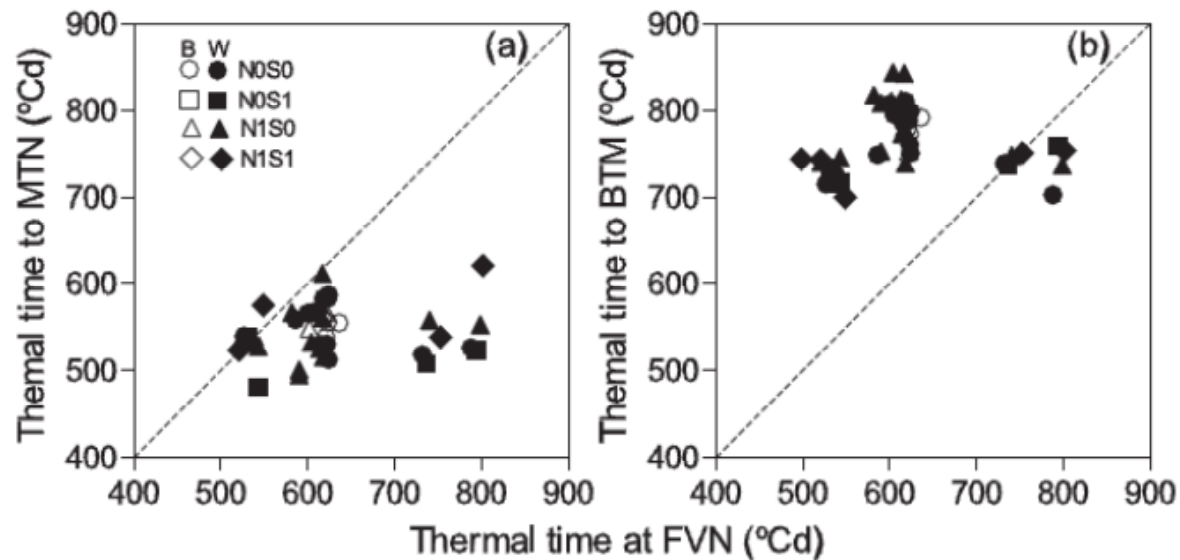 900
800
700
600
500
400
400 500 600 700 800 900
Themal time to MTN (ºCd)
(a)
B W
N0S0
N0S1
N1S0
N1S1
900
800
700
600
500
400
400 500 600 700 800 900
Themal time to BTM (ºCd)
(b)
Thermal time at FVN (ºCd)